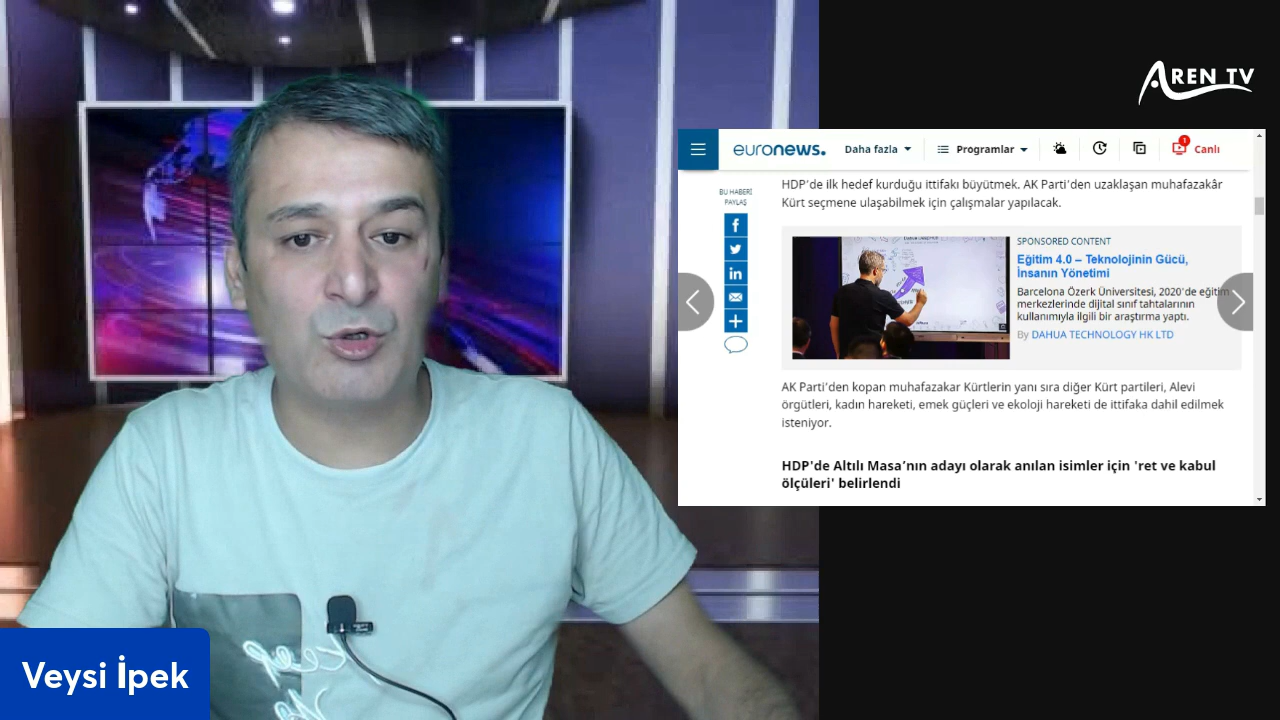 AREN TV
euronews.
Daha fazla
Programlar
1
Canlı
BU HABERİ
PAYLAŞ
HDP'de ilk hedef kurduğu ittifakı büyütmek. AK Parti'den uzaklaşan muhafazakâr
Kürt seçmene ulaşabilmek için çalışmalar yapılacak.
SPONSORED CONTENT
Eğitim 4.0 – Teknolojinin Gücü,
İnsanın Yönetimi
Barcelona Özerk Üniversitesi, 2020'de eğitim
merkezlerinde dijital sınıf tahtalarının
kullanımıyla ilgili bir araştırma yaptı.
By DAHUA TECHNOLOGY HK LTD
AK Parti'den kopan muhafazakar Kürtlerin yanı sıra diğer Kürt partileri, Alevi
örgütleri, kadın hareketi, emek güçleri ve ekoloji hareketi de ittifaka dahil edilmek
isteniyor.
HDP'de Altılı Masa'nın adayı olarak anılan isimler için 'ret ve kabul
ölçüleri' belirlendi
Veysi İpek